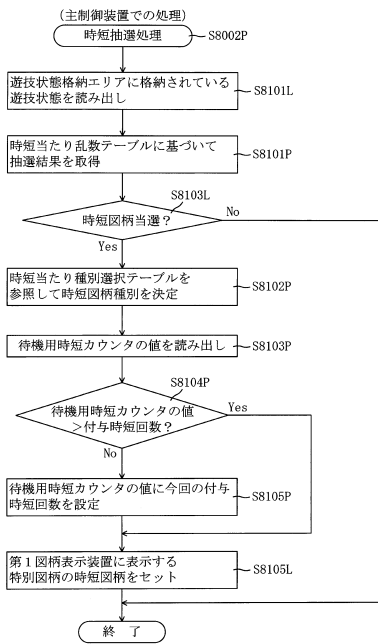 (主制御装置での処理)
時短抽選処理
S8002P
遊技状態格納エリアに格納されている
遊技状態を読み出し
S8101L
時短当たり乱数テーブルに基づいて
抽選結果を取得
S8101P
S8103L
時短図柄当選?
No
Yes
時短当たり種別選択テーブルを
参照して時短図柄種別を決定
S8102P
待機用時短カウンタの値を読み出し
S8103P
S8104P
待機用時短カウンタの値
>付与時短回数?
Yes
No
待機用時短カウンタの値に今回の付与
時短回数を設定
S8105P
第1図柄表示装置に表示する
特別図柄の時短図柄をセット
S8105L
終了